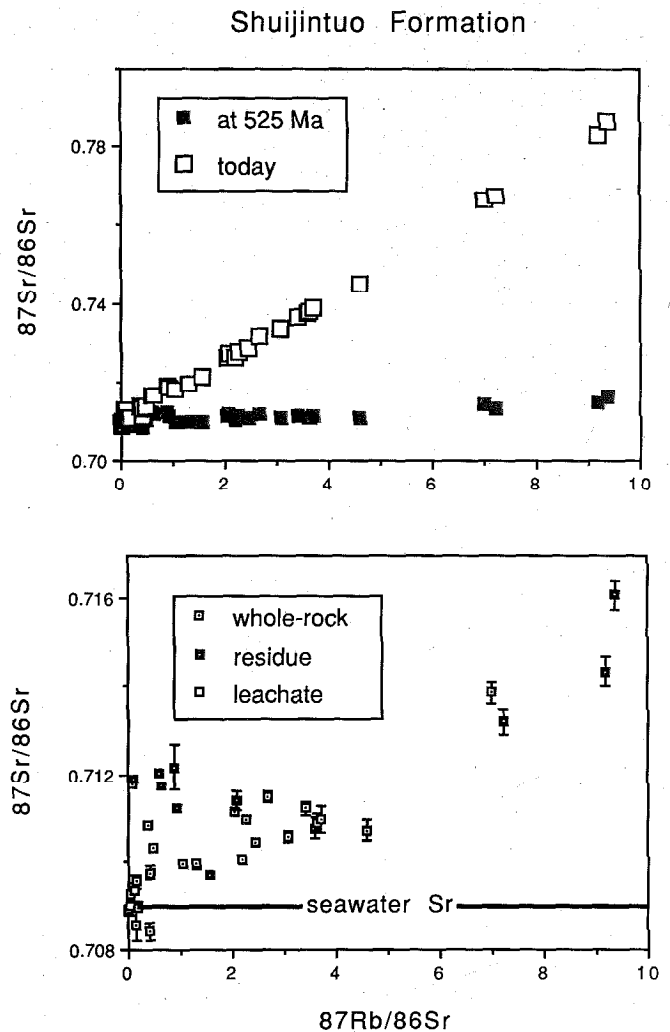 Shuijintuo Formation
at 525 Ma
today
87Sr/86Sr
0.78
0.74
0.70
0 2 4 6 8 10
whole-rock
residue
leachate
87Sr/86Sr
0.716
0.712
0.708
seawater Sr
0 2 4 6 8 10
87Rb/86Sr